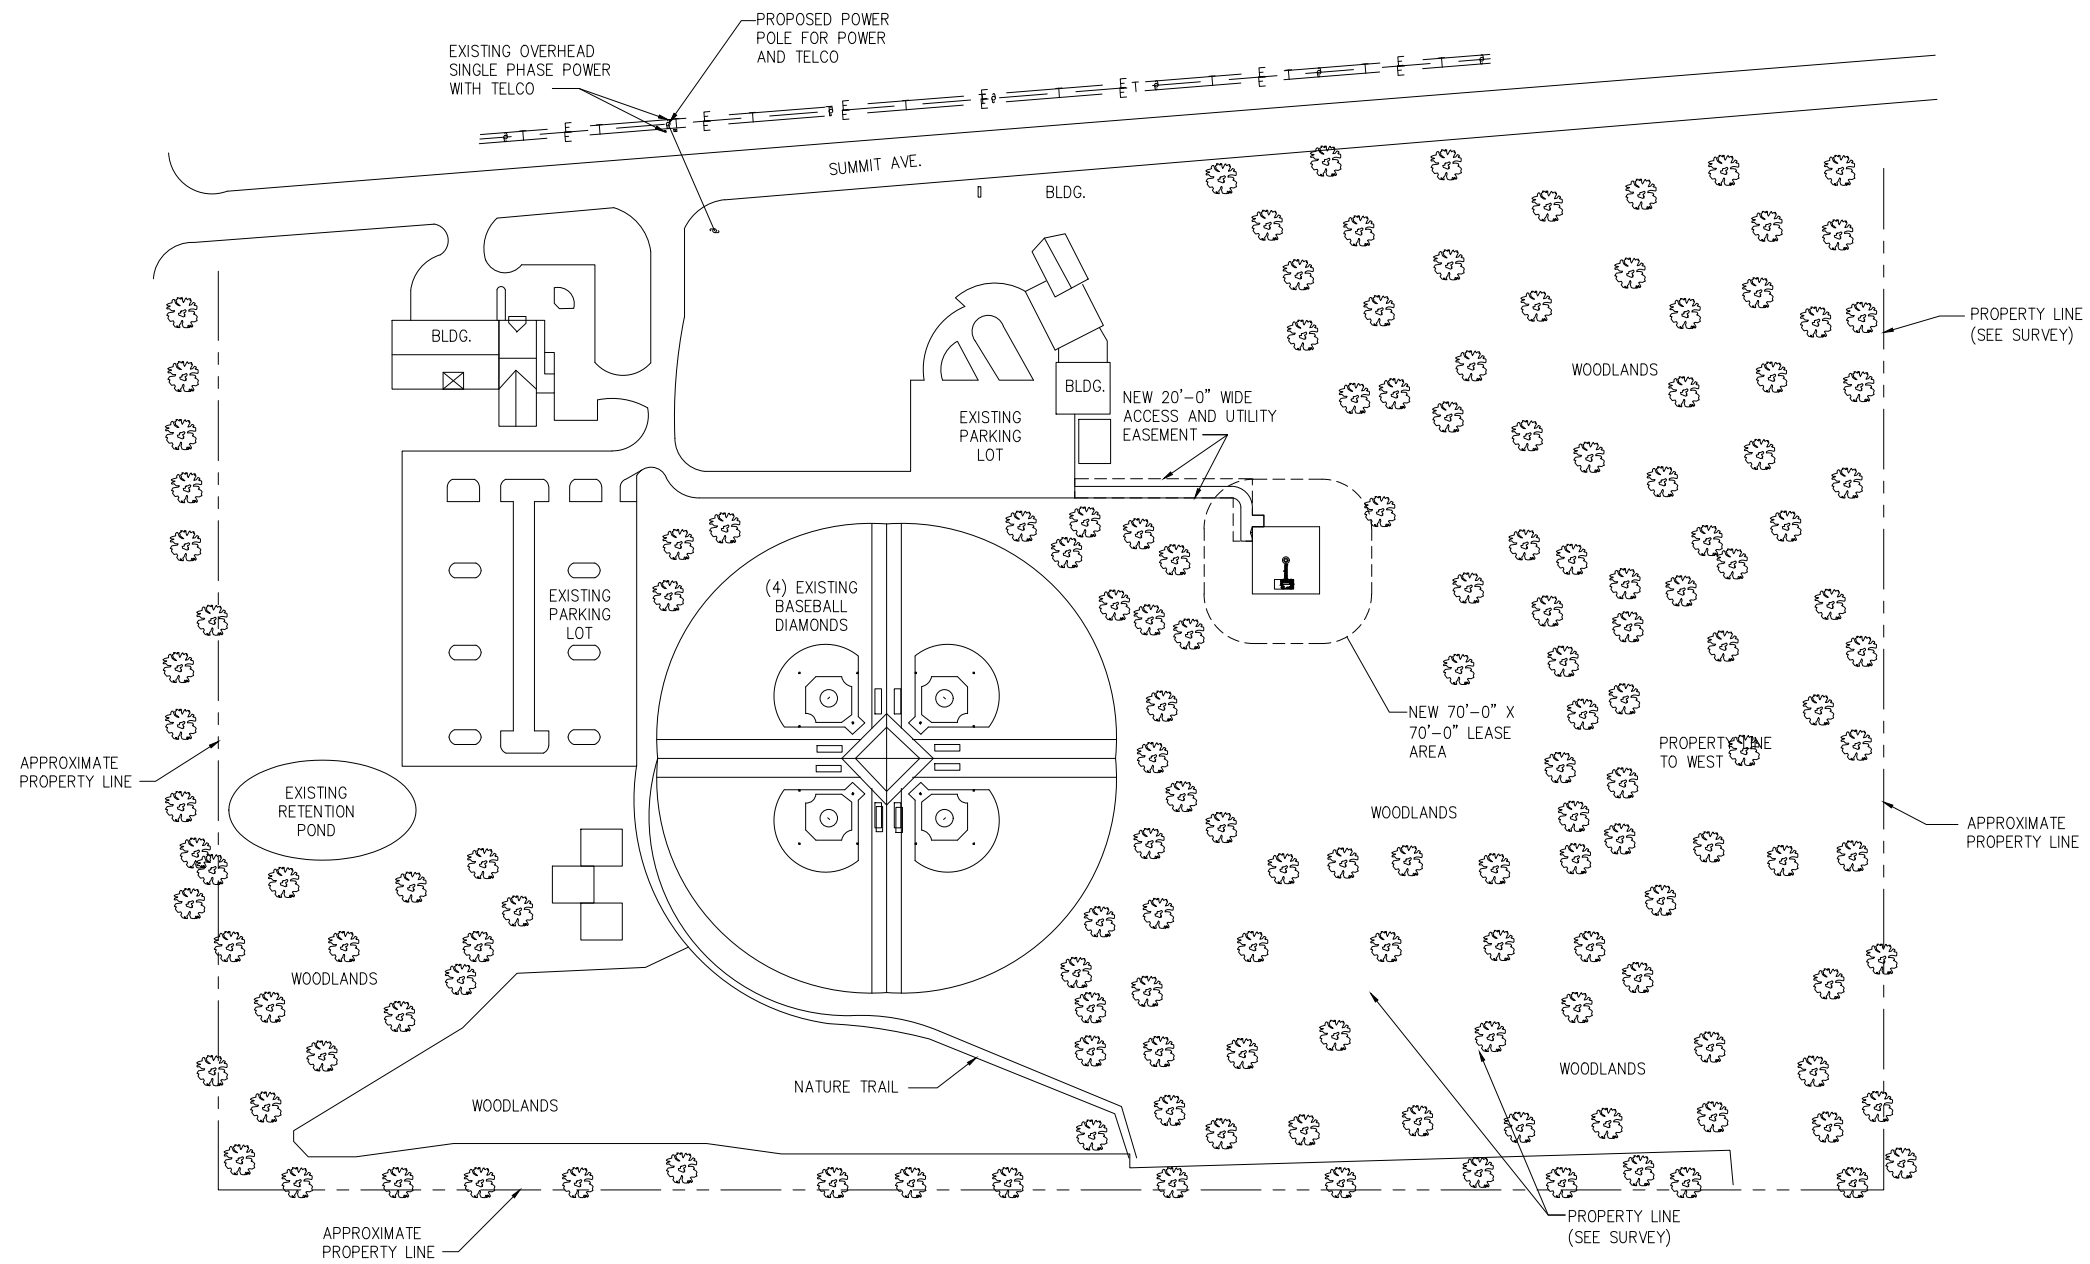 PROPOSED POWER
POLE FOR POWER
AND TELCO
EXISTING OVERHEAD
SINGLE PHASE POWER
WITH TELCO
T E E T E E T E E T E E T E E T E E T E E T
SUMMIT AVE.
BLDG.
BLDG.
BLDG.
PROPERTY LINE
(SEE SURVEY)
WOODLANDS
NEW 20'-0" WIDE
ACCESS AND UTILITY
EASEMENT
EXISTING
PARKING
LOT
(4) EXISTING
BASEBALL
DIAMONDS
EXISTING
PARKING
LOT
NEW 70'-0" X
70'-0" LEASE
AREA
PROPERTY LINE
TO WEST
APPROXIMATE
PROPERTY LINE
EXISTING
RETENTION
POND
WOODLANDS
APPROXIMATE
PROPERTY LINE
WOODLANDS
WOODLANDS
NATURE TRAIL
WOODLANDS
PROPERTY LINE
(SEE SURVEY)
APPROXIMATE
PROPERTY LINE